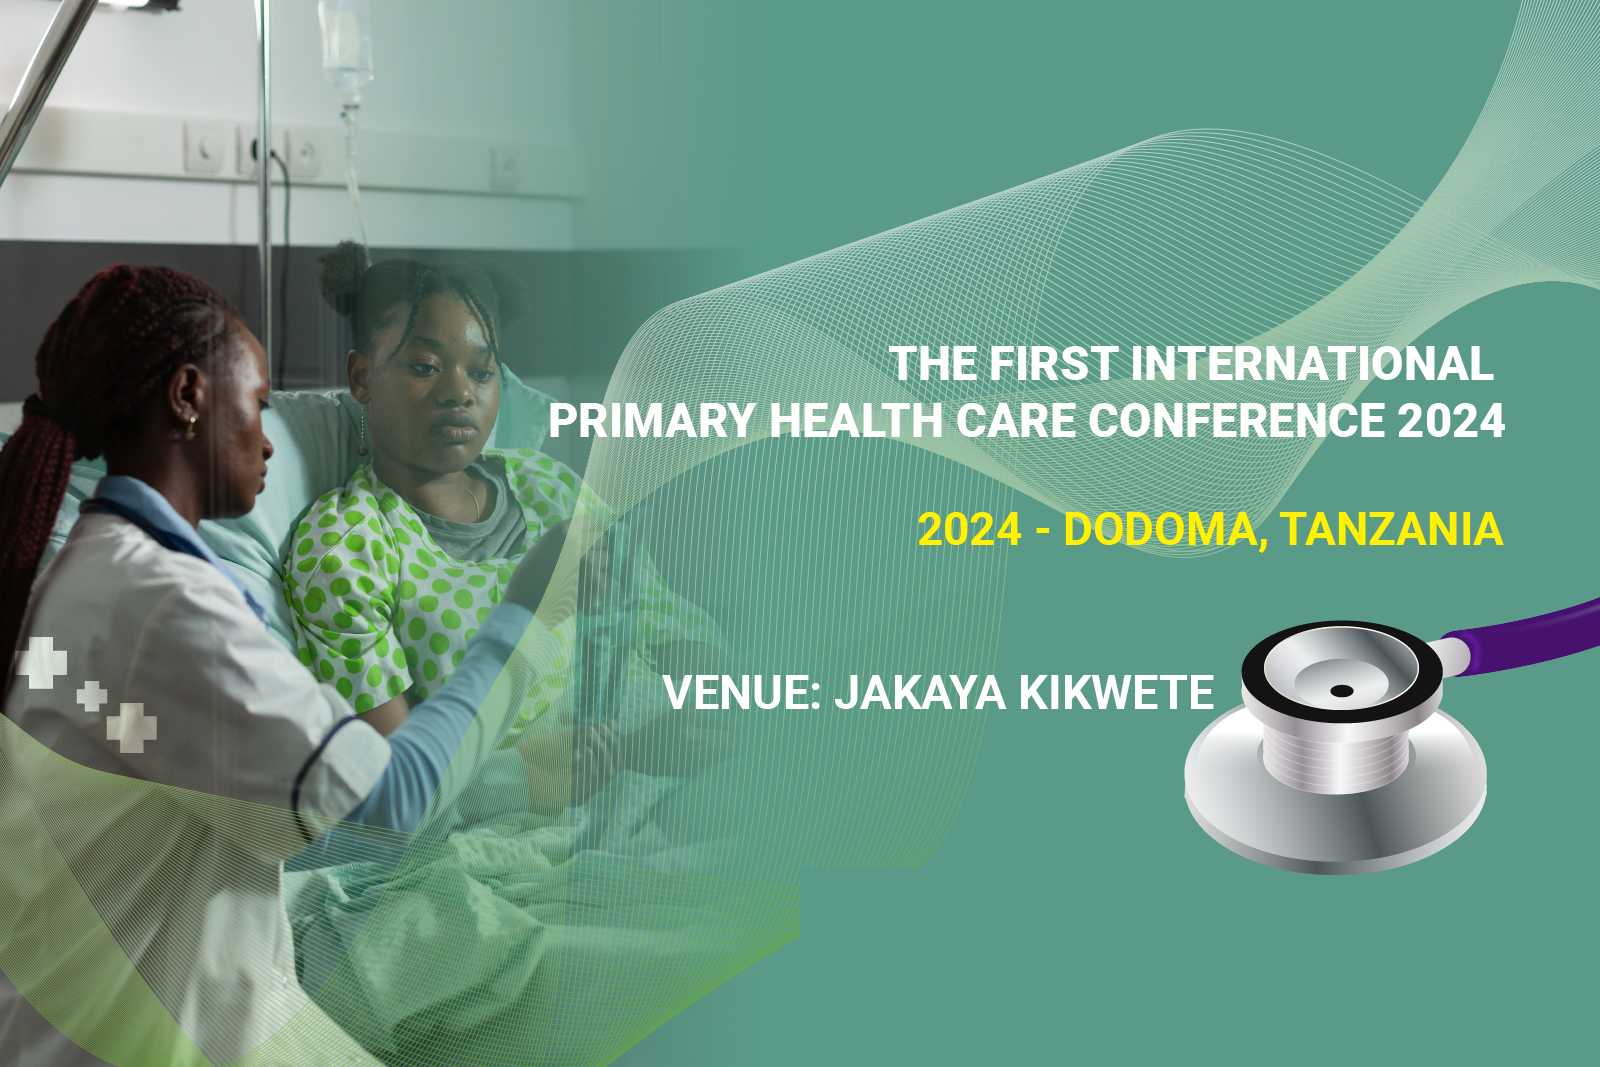 THE FIRST INTERNATIONAL
PRIMARY HEALTH CARE CONFERENCE 2024
2024 - DODOMA, TANZANIA
VENUE: JAKAYA KIKWETE